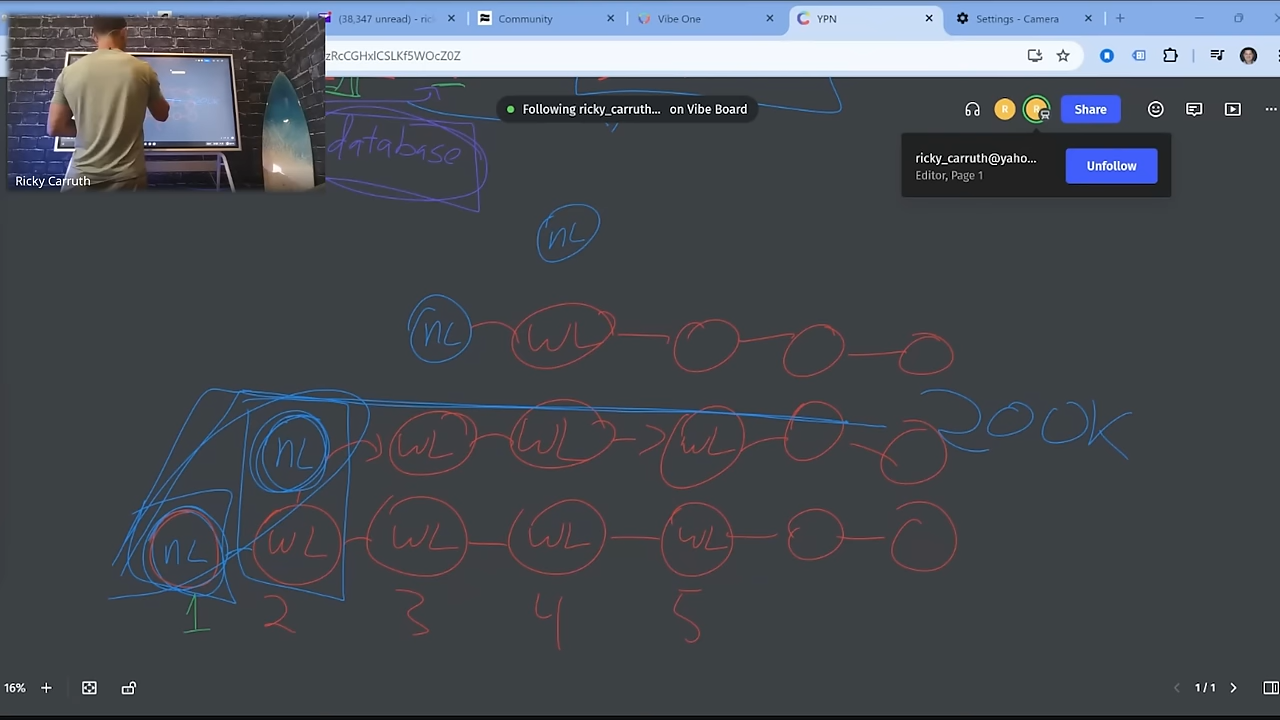 (38,347 unread) - rick
Community
Vibe One
YPN
Settings - Camera
zRcCGHxICSLKf5WOcZ0Z
Following ricky_carruth... on Vibe Board
R
R
Share
ricky_carruth@yaho...
Editor, Page 1
Unfollow
Ricky Carruth
database
nL
nL WL
nL WL WL WL
200K
nL WL WL WL WL
1 2 3 4 5
16%
1/1